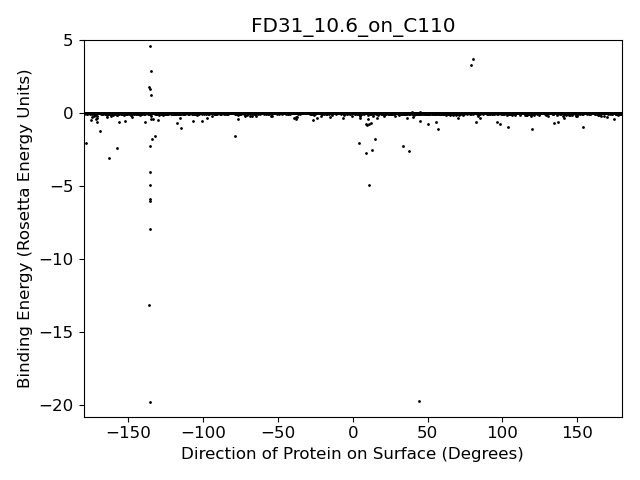 FD31_10.6_on_C110
Binding Energy (Rosetta Energy Units)
5
0
−5
−10
−15
−20
−150 −100 −50 0 50 100 150
Direction of Protein on Surface (Degrees)